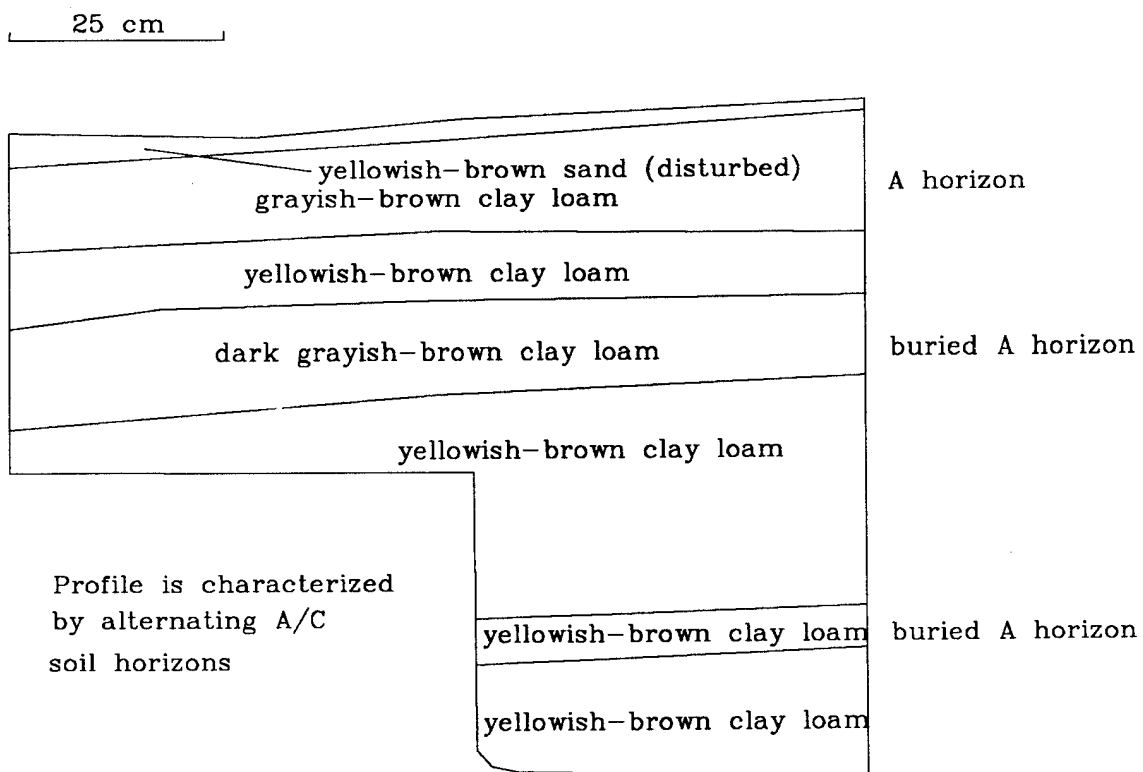 25 cm
yellowish-brown sand (disturbed)
grayish-brown clay loam
A horizon
yellowish-brown clay loam
dark grayish-brown clay loam
buried A horizon
yellowish-brown clay loam
Profile is characterized
by alternating A/C
soil horizons
yellowish-brown clay loam
buried A horizon
yellowish-brown clay loam